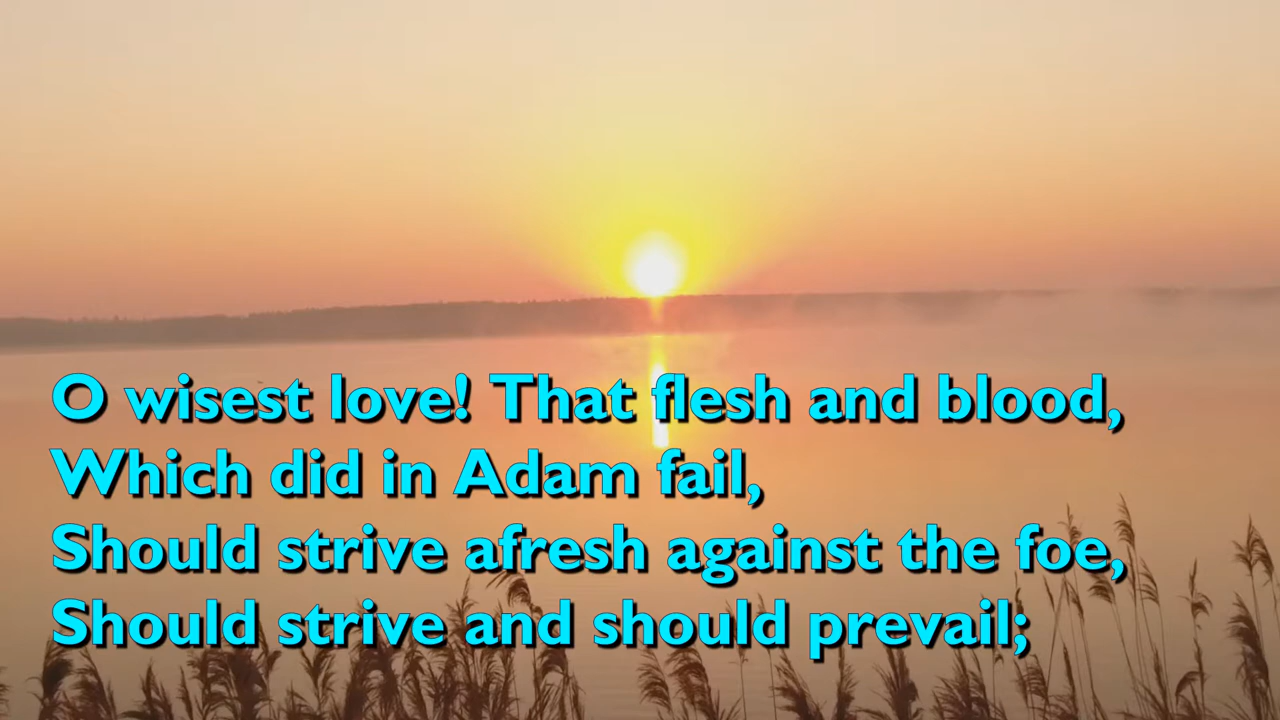 O wisest love! That flesh and blood,
Which did in Adam fail,
Should strive afresh against the foe,
Should strive and should prevail;